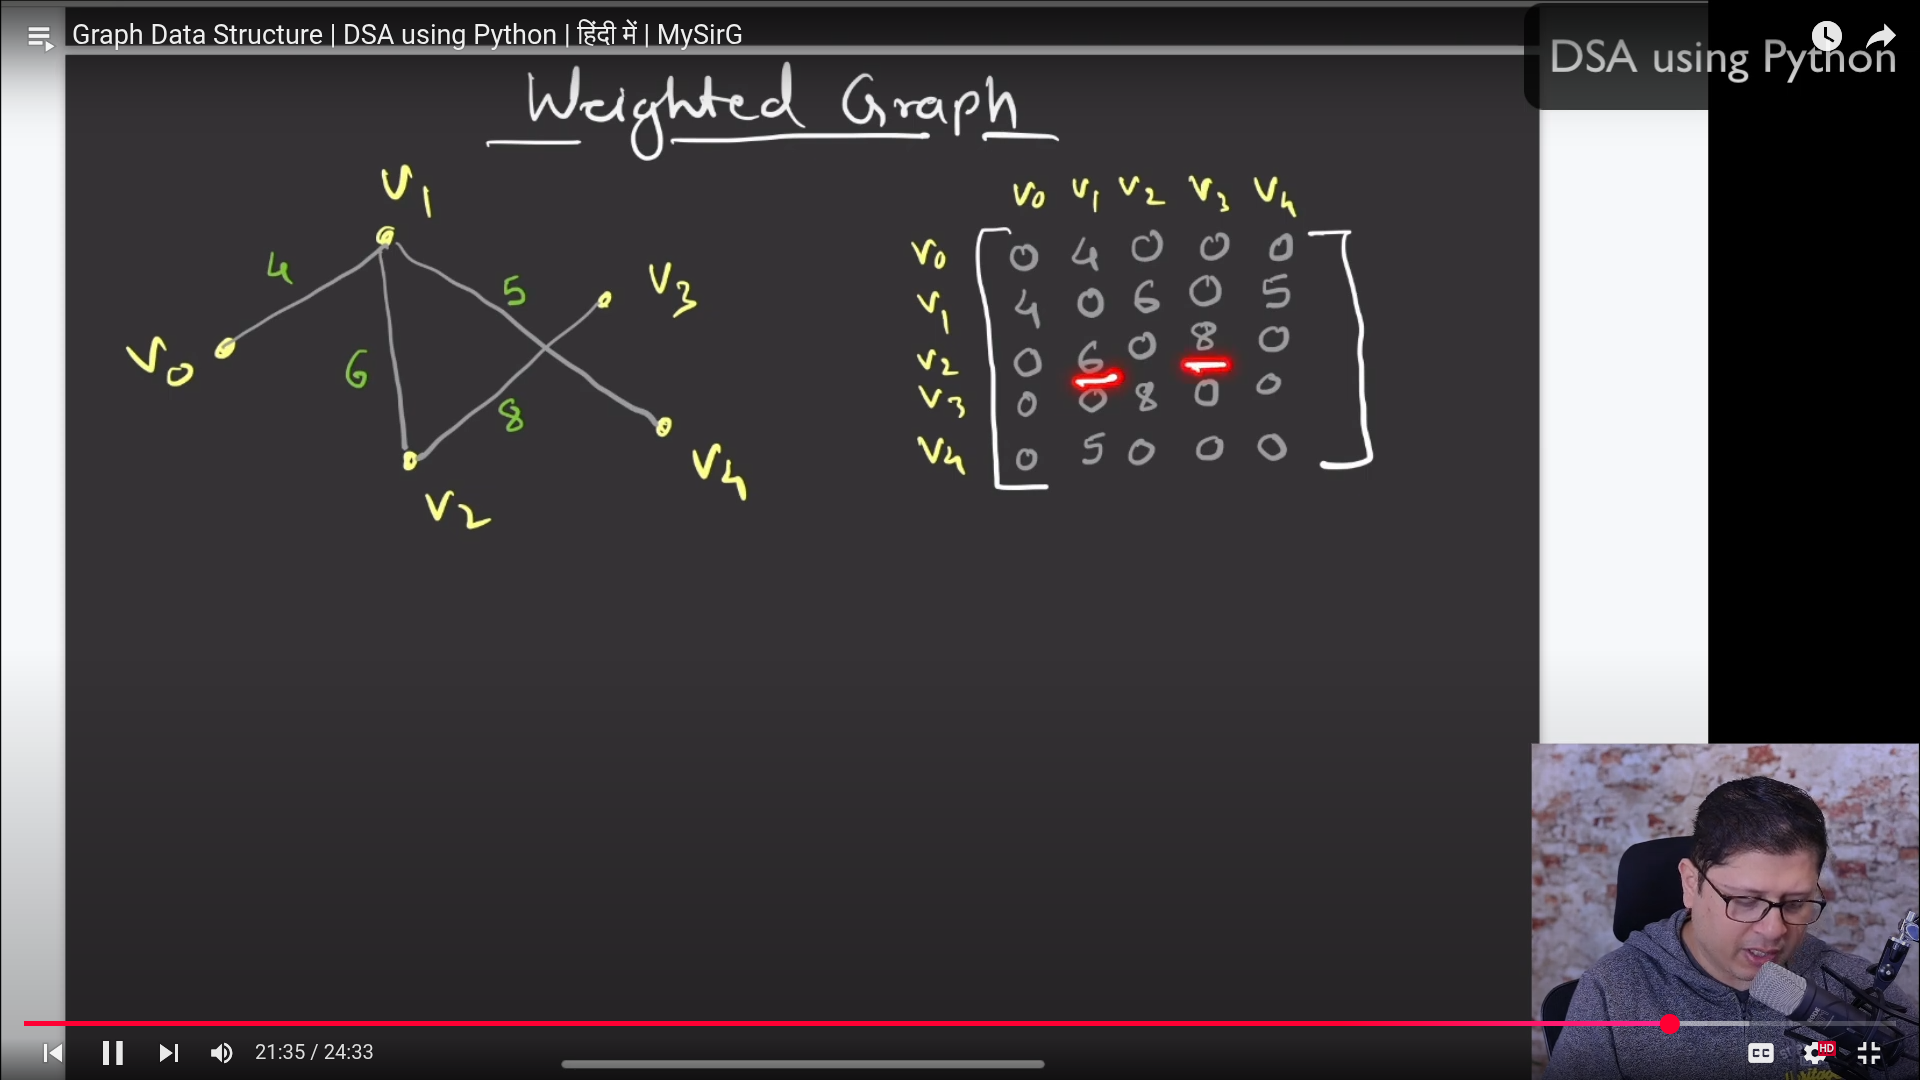 Graph Data Structure | DSA using Python | हिंदी में | MySirG
DSA using Python
Weighted Graph
V1
4
5
V3
V0
6
8
V4
V2
V0 V1 V2 V3 V4
V0 0 4 0 0 0
V1 4 0 6 0 5
V2 0 6 0 8 0
V3 0 0 8 0 0
V4 0 5 0 0 0
21:35 / 24:33
CC
HD